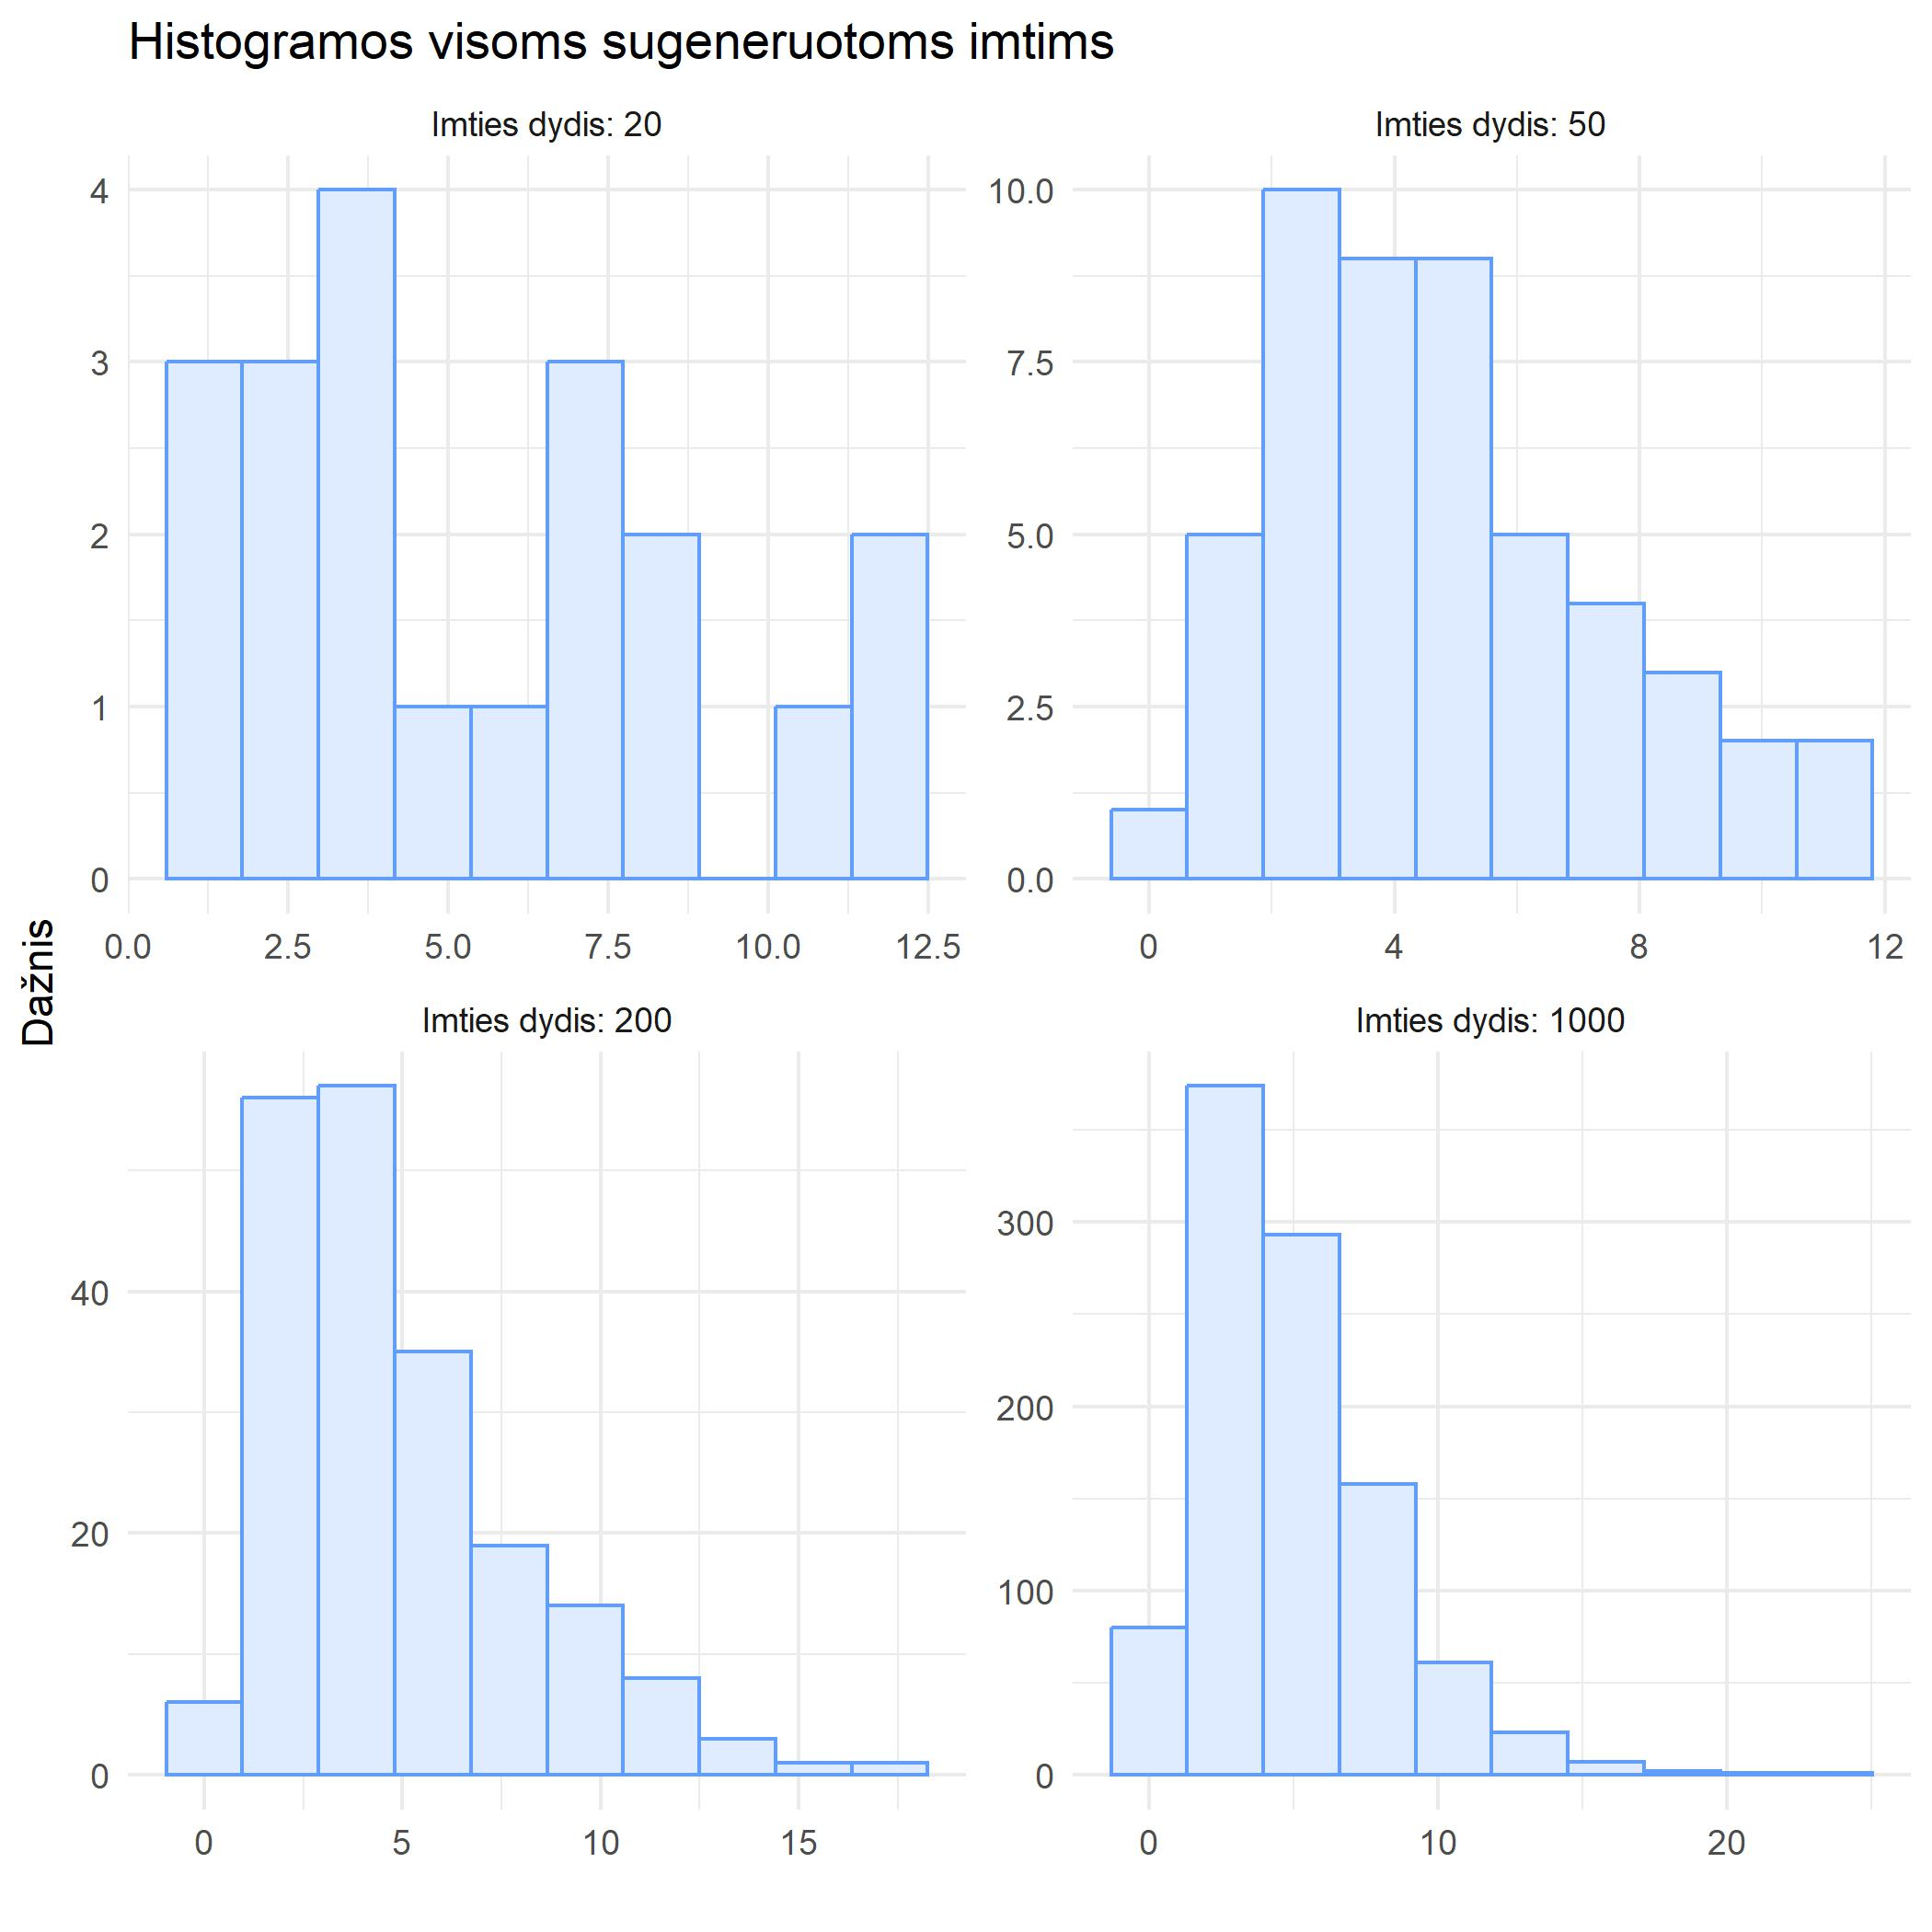 Histogramos visoms sugeneruotoms imtims
Imties dydis: 20
4
3
2
1
0
0.0 2.5 5.0 7.5 10.0 12.5
Imties dydis: 50
10.0
7.5
5.0
2.5
0.0
0 4 8 12
Dažnis
Imties dydis: 200
40
20
0
0 5 10 15
Imties dydis: 1000
300
200
100
0
0 10 20